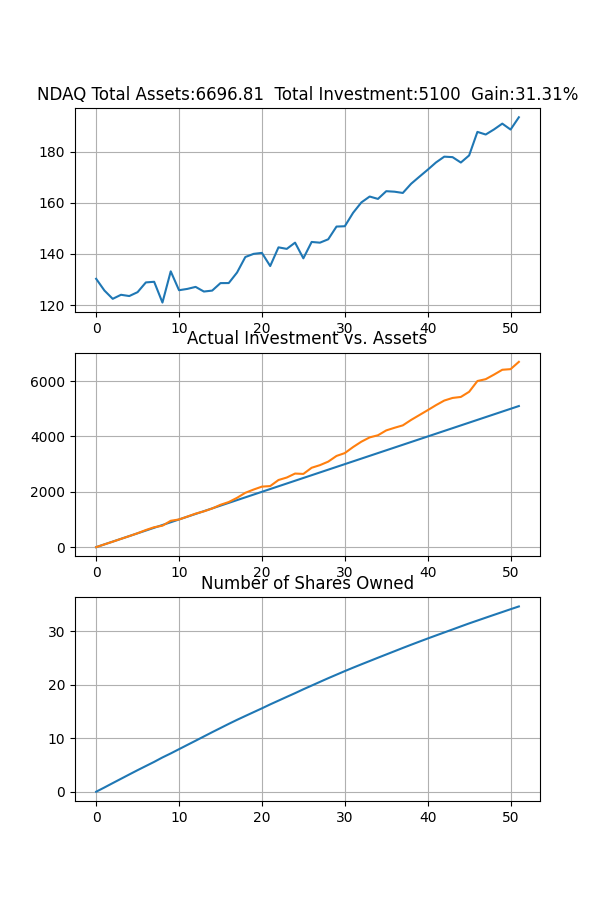 NDAQ Total Assets:6696.81  Total Investment:5100  Gain:31.31%
180
160
140
120
0 10 20 30 40 50
Actual Investment vs. Assets
6000
4000
2000
0
0 10 20 30 40 50
Number of Shares Owned
30
20
10
0
0 10 20 30 40 50